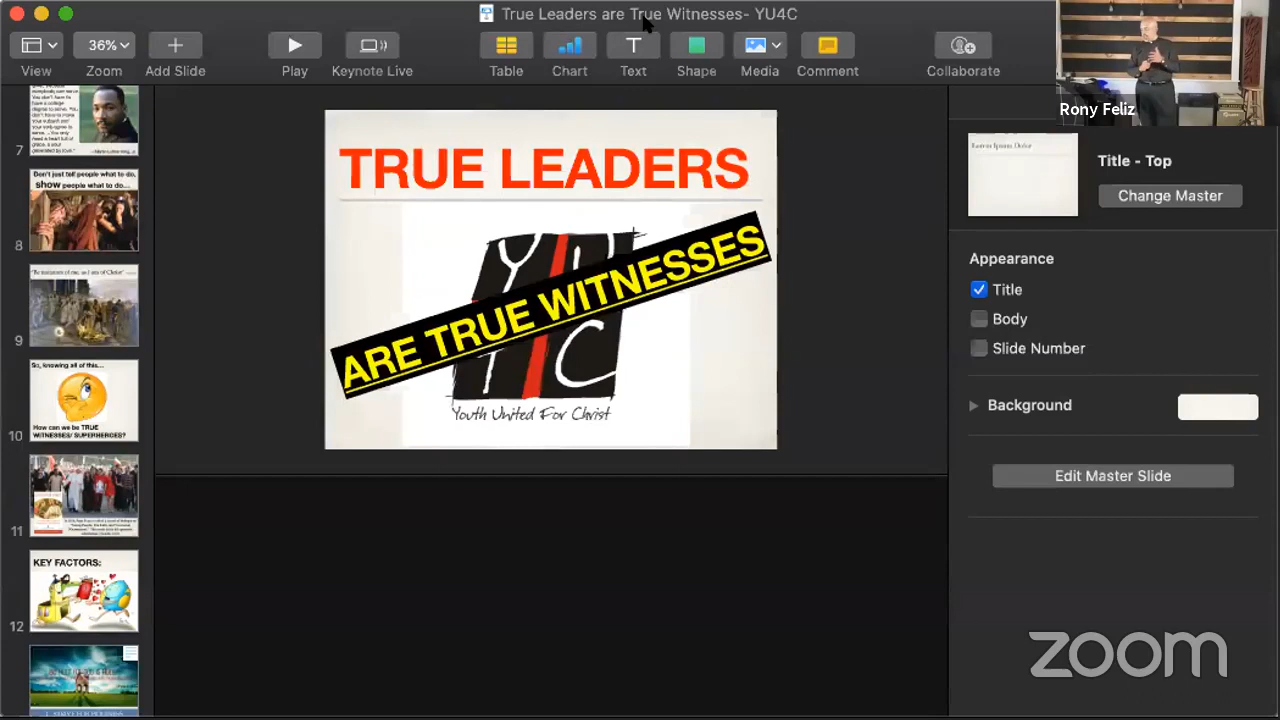 True Leaders are True Witnesses- YU4C
36%
View
Zoom
Add Slide
Play
Keynote Live
Table
Chart
Text
Shape
Media
Comment
Collaborate
Rony Feliz
7
Don't just tell people what to do,
show people what to do...
8
9
So, knowing all of this...
How can we be TRUE
WITNESSES/ SUPERHEROES?
10
11
KEY FACTORS:
12
TRUE LEADERS
ARE TRUE WITNESSES
Youth United For Christ
Lorem Ipsum Dolor
Title - Top
Change Master
Appearance
Title
Body
Slide Number
Background
Edit Master Slide
zoom